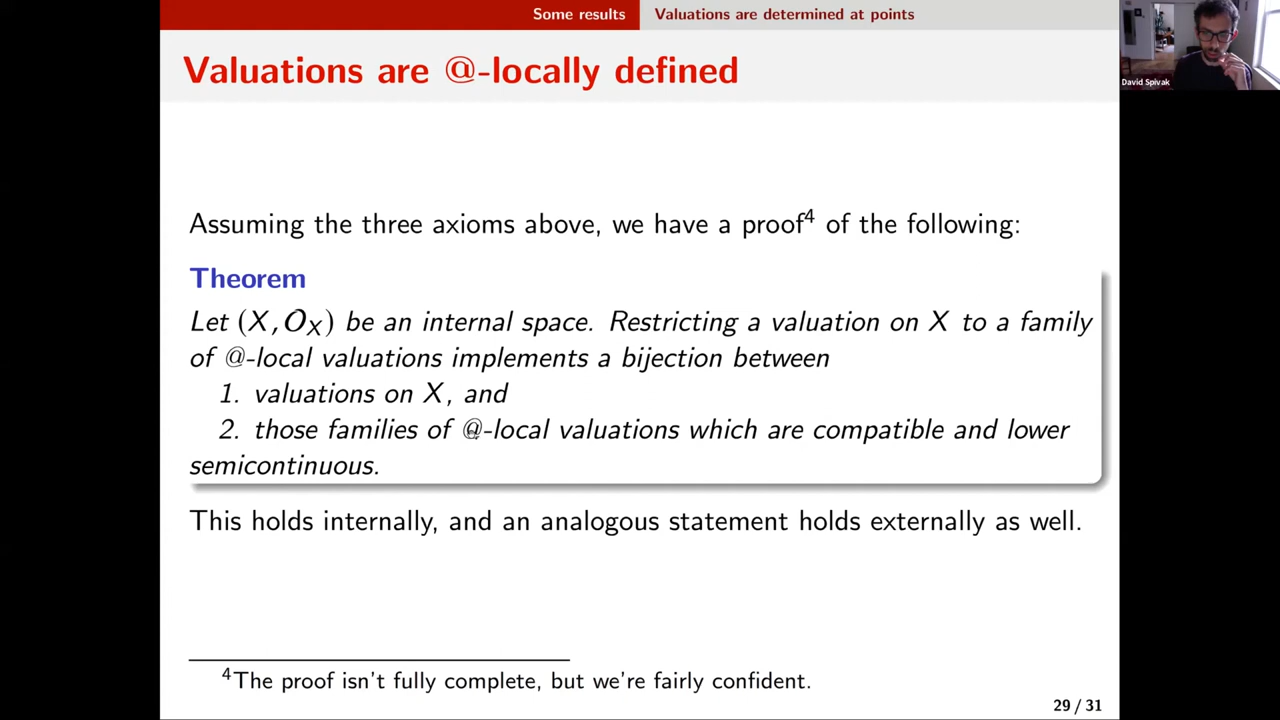 Some results Valuations are determined at points
Valuations are @-locally defined
David Spivak
Assuming the three axioms above, we have a proof⁴ of the following:
Theorem
Let (X, O_X) be an internal space. Restricting a valuation on X to a family
of @-local valuations implements a bijection between
1. valuations on X, and
2. those families of @-local valuations which are compatible and lower
semicontinuous.
This holds internally, and an analogous statement holds externally as well.
⁴The proof isn't fully complete, but we're fairly confident.
29 / 31